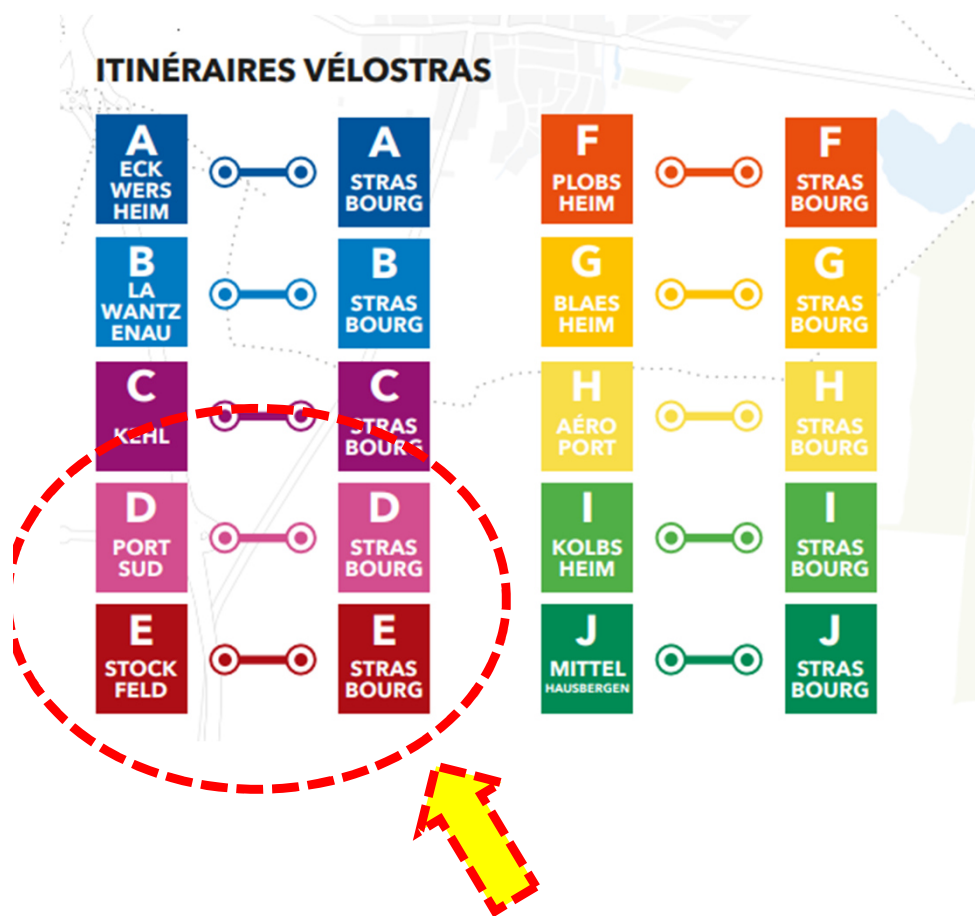 ITINÉRAIRES VÉLOSTRAS
A
ECK
WERS
HEIM
A
STRAS
BOURG
B
LA
WANTZ
ENAU
B
STRAS
BOURG
C
KEHL
C
STRAS
BOURG
D
PORT
SUD
D
STRAS
BOURG
E
STOCK
FELD
E
STRAS
BOURG
F
PLOBS
HEIM
F
STRAS
BOURG
G
BLAES
HEIM
G
STRAS
BOURG
H
AÉRO
PORT
H
STRAS
BOURG
I
KOLBS
HEIM
I
STRAS
BOURG
J
MITTEL
HAUSBERGEN
J
STRAS
BOURG